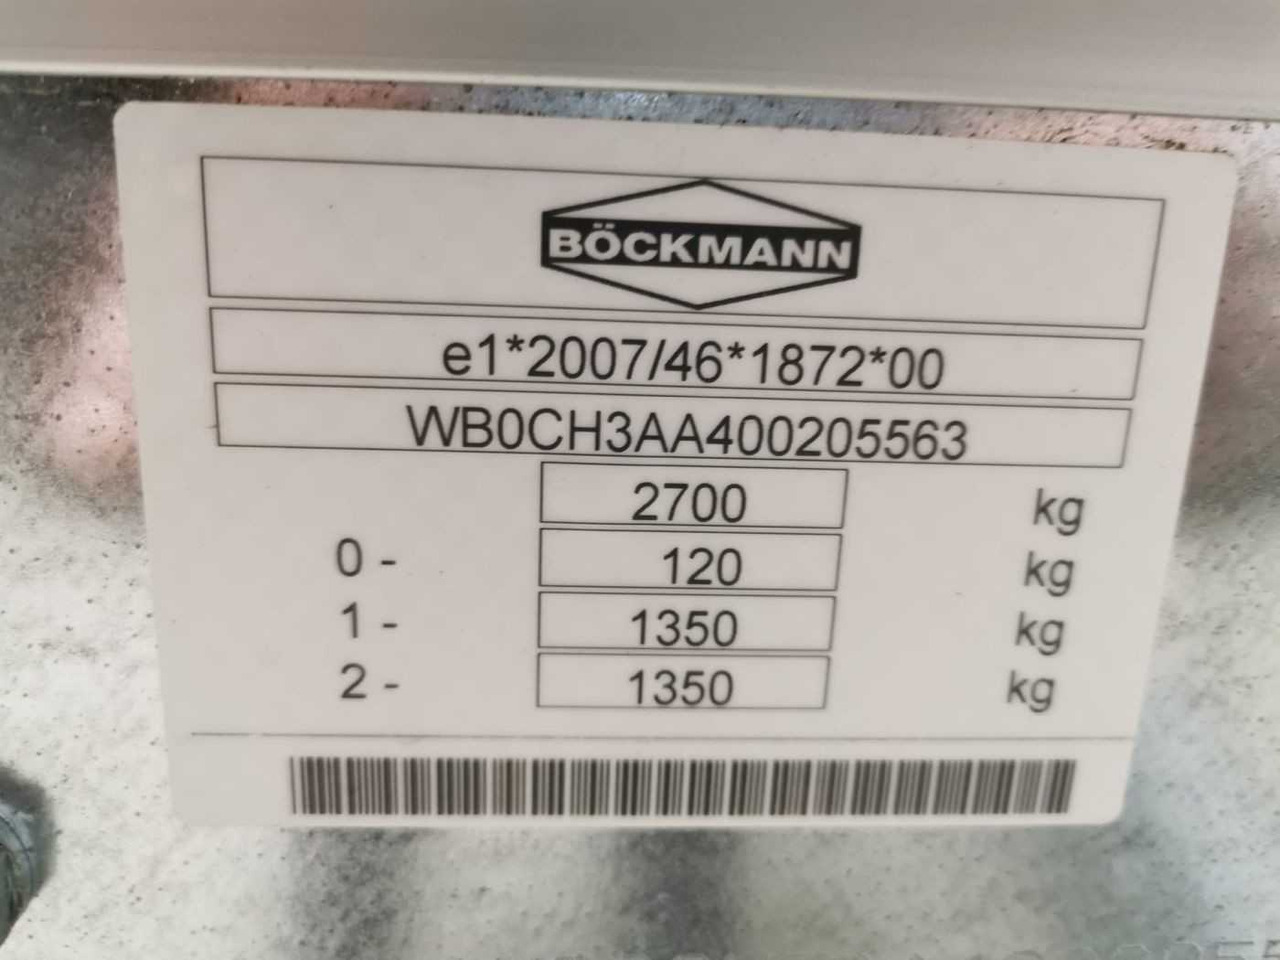 BÖCKMANN
e1*2007/46*1872*00
WB0CH3AA400205563
2700 kg
0 - 120 kg
1 - 1350 kg
2 - 1350 kg